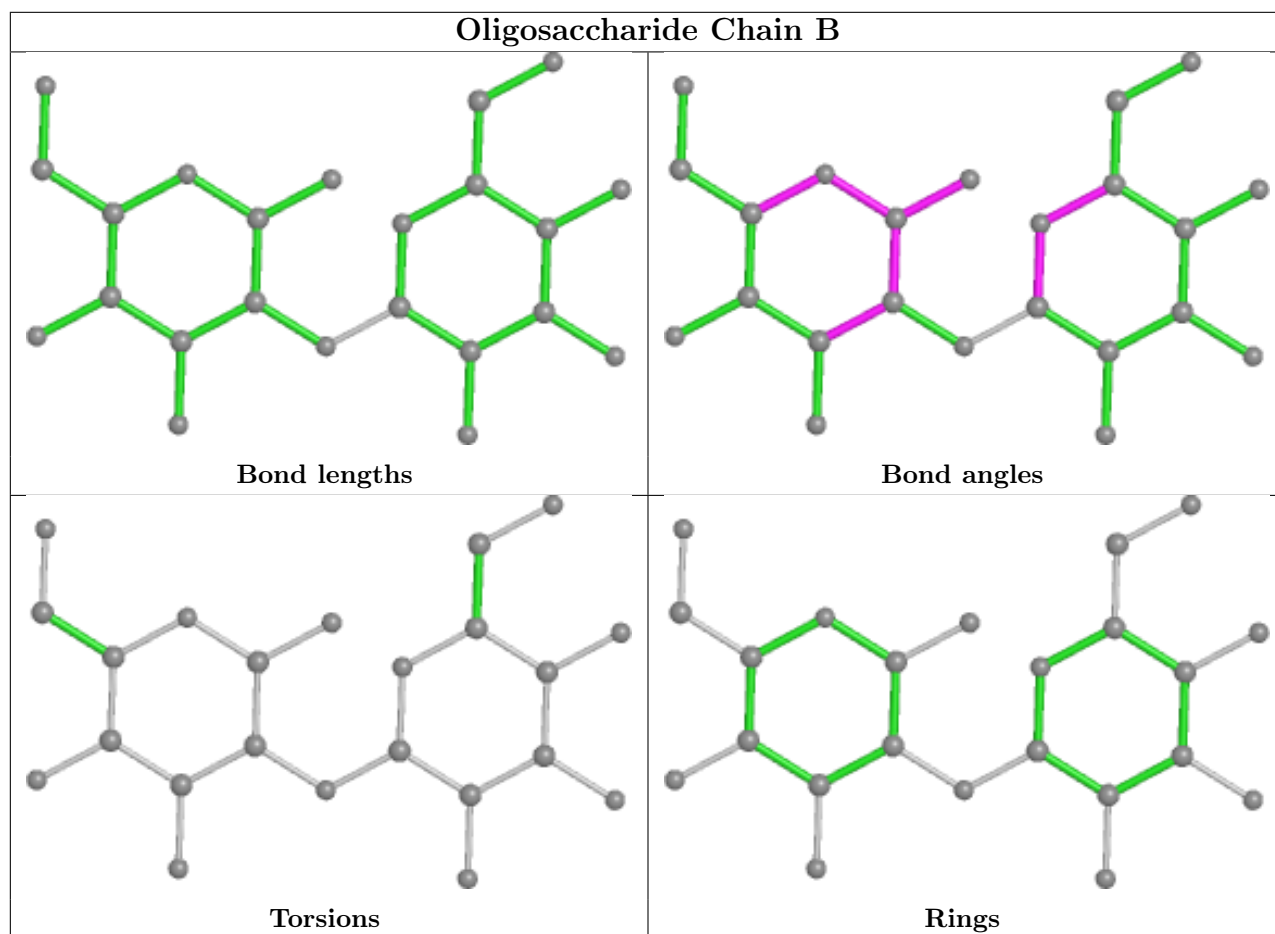 Oligosaccharide Chain B
Bond lengths
Bond angles
Torsions
Rings